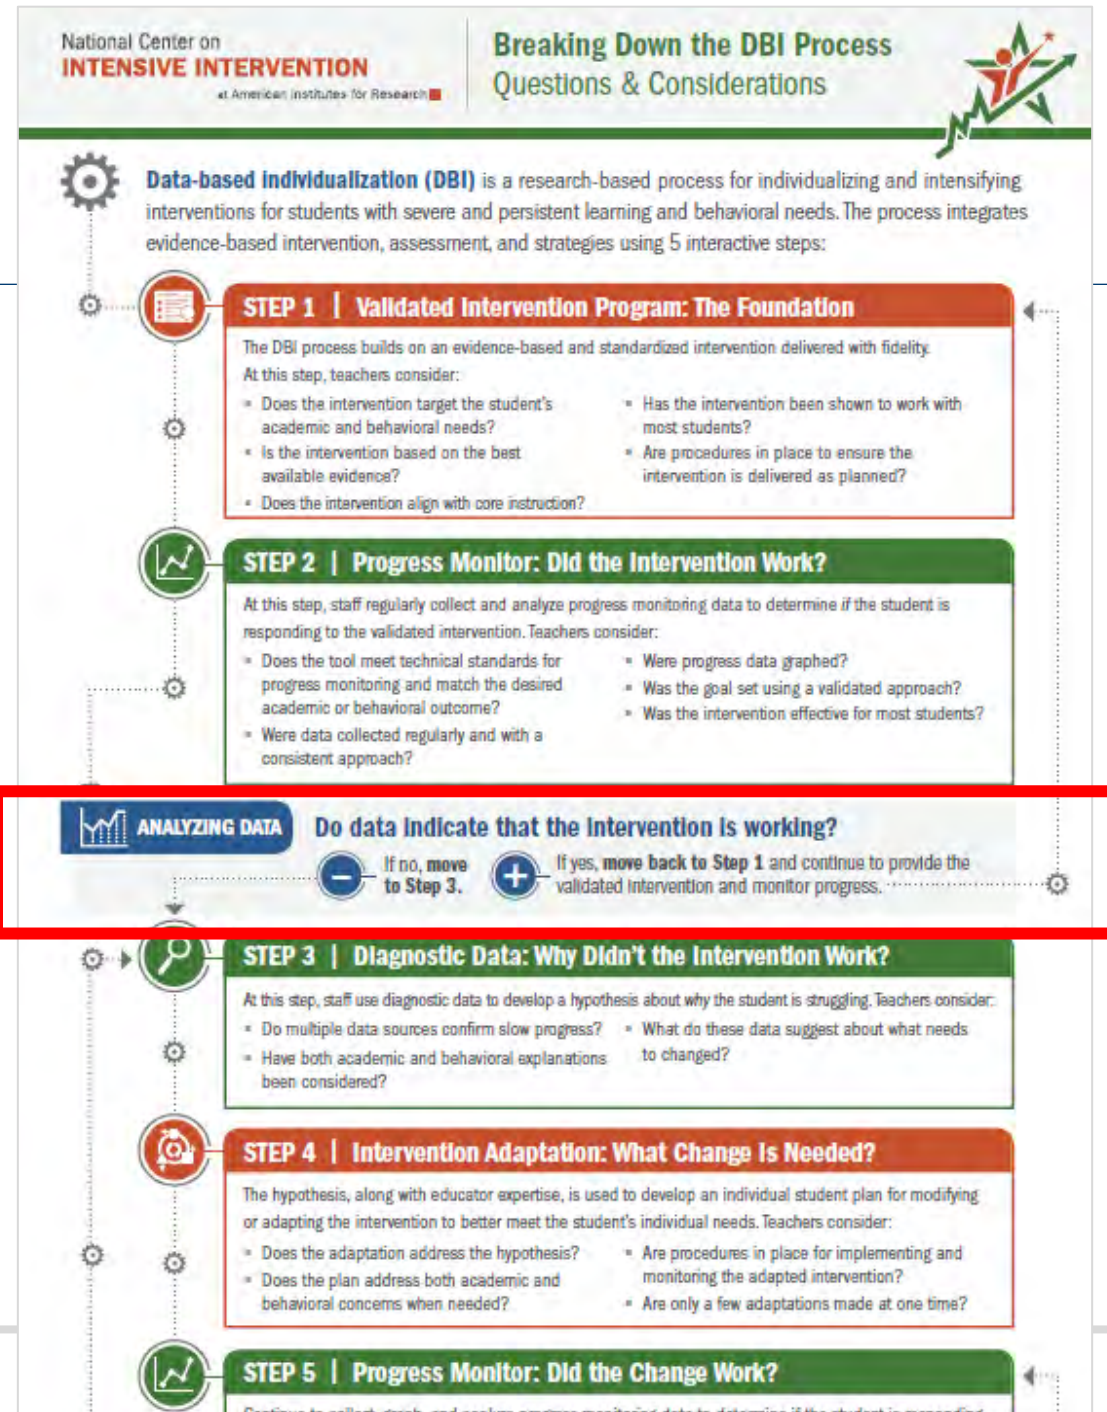 National Center on
INTENSIVE INTERVENTION
at American Institutes for Research
Breaking Down the DBI Process
Questions & Considerations
Data-based individualization (DBI) is a research-based process for individualizing and intensifying
interventions for students with severe and persistent learning and behavioral needs. The process integrates
evidence-based intervention, assessment, and strategies using 5 interactive steps:
STEP 1 | Validated Intervention Program: The Foundation
The DBI process builds on an evidence-based and standardized intervention delivered with fidelity.
At this step, teachers consider:
▪ Does the intervention target the student's
academic and behavioral needs?
▪ Is the intervention based on the best
available evidence?
▪ Does the intervention align with core instruction?
▪ Has the intervention been shown to work with
most students?
▪ Are procedures in place to ensure the
intervention is delivered as planned?
STEP 2 | Progress Monitor: Did the Intervention Work?
At this step, staff regularly collect and analyze progress monitoring data to determine if the student is
responding to the validated intervention. Teachers consider:
▪ Does the tool meet technical standards for
progress monitoring and match the desired
academic or behavioral outcome?
▪ Were data collected regularly and with a
consistent approach?
▪ Were progress data graphed?
▪ Was the goal set using a validated approach?
▪ Was the intervention effective for most students?
ANALYZING DATA
Do data indicate that the intervention is working?
If no, move
to Step 3.
If yes, move back to Step 1 and continue to provide the
validated intervention and monitor progress.
STEP 3 | Diagnostic Data: Why Didn't the Intervention Work?
At this step, staff use diagnostic data to develop a hypothesis about why the student is struggling. Teachers consider:
▪ Do multiple data sources confirm slow progress?
▪ Have both academic and behavioral explanations
been considered?
▪ What do these data suggest about what needs
to changed?
STEP 4 | Intervention Adaptation: What Change Is Needed?
The hypothesis, along with educator expertise, is used to develop an individual student plan for modifying
or adapting the intervention to better meet the student's individual needs. Teachers consider:
▪ Does the adaptation address the hypothesis?
▪ Does the plan address both academic and
behavioral concerns when needed?
▪ Are procedures in place for implementing and
monitoring the adapted intervention?
▪ Are only a few adaptations made at one time?
STEP 5 | Progress Monitor: Did the Change Work?
Continue to collect, graph, and analyze progress monitoring data to determine if the student is responding